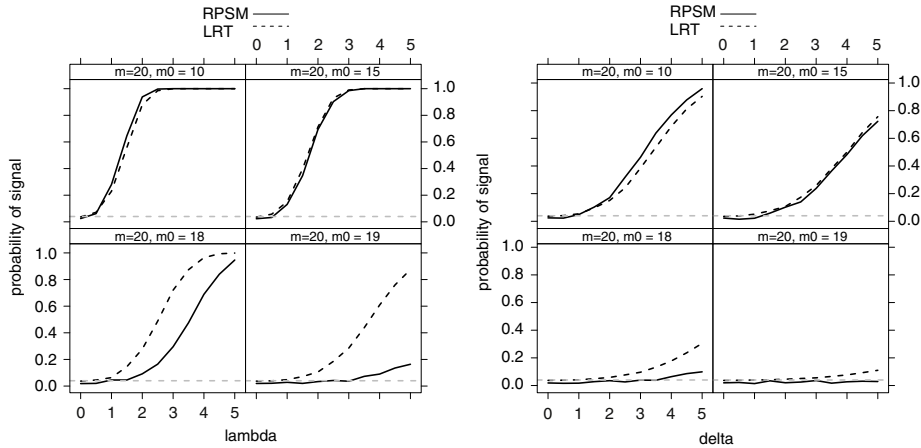 RPSM
LRT
0 1 2 3 4 5
m=20, m0 = 10
m=20, m0 = 15
1.0
0.8
0.6
0.4
0.2
0.0
m=20, m0 = 18
m=20, m0 = 19
1.0
0.8
0.6
0.4
0.2
0.0
probability of signal
0 1 2 3 4 5
lambda
RPSM
LRT
0 1 2 3 4 5
m=20, m0 = 10
m=20, m0 = 15
1.0
0.8
0.6
0.4
0.2
0.0
m=20, m0 = 18
m=20, m0 = 19
1.0
0.8
0.6
0.4
0.2
0.0
probability of signal
0 1 2 3 4 5
delta